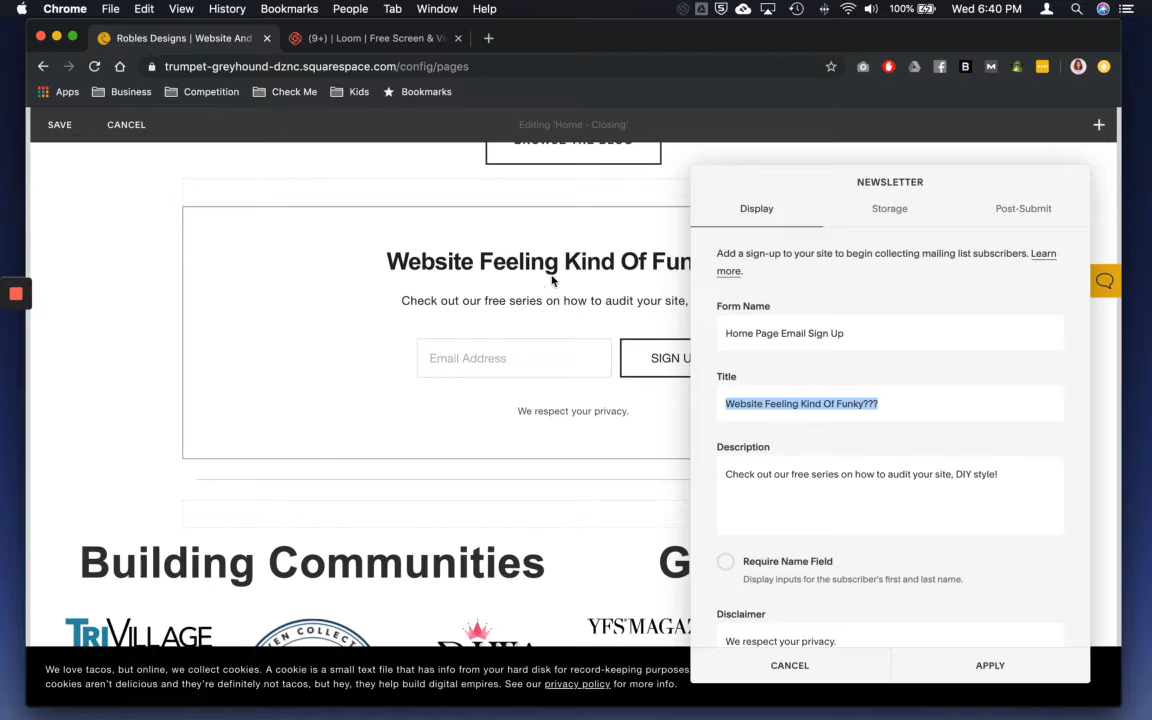 Chrome File Edit View History Bookmarks People Tab Window Help 100% Wed 6:40 PM
Robles Designs | Website And (9+) | Loom | Free Screen & Vi
trumpet-greyhound-dznc.squarespace.com/config/pages
Apps Business Competition Check Me Kids Bookmarks
SAVE CANCEL Editing 'Home - Closing'
BROWSE THE BLOG
Website Feeling Kind Of Fun
Check out our free series on how to audit your site,
Email Address SIGN U
We respect your privacy.
Building Communities G
TRIVILLAGE
EN COLLEC
YFS MAGAZ
We love tacos, but online, we collect cookies. A cookie is a small text file that has info from your hard disk for record-keeping purposes
cookies aren't delicious and they're definitely not tacos, but hey, they help build digital empires. See our privacy policy for more info.
NEWSLETTER
Display Storage Post-Submit
Add a sign-up to your site to begin collecting mailing list subscribers. Learn
more.
Form Name
Home Page Email Sign Up
Title
Website Feeling Kind Of Funky???
Description
Check out our free series on how to audit your site, DIY style!
Require Name Field
Display inputs for the subscriber's first and last name.
Disclaimer
We respect your privacy.
CANCEL APPLY